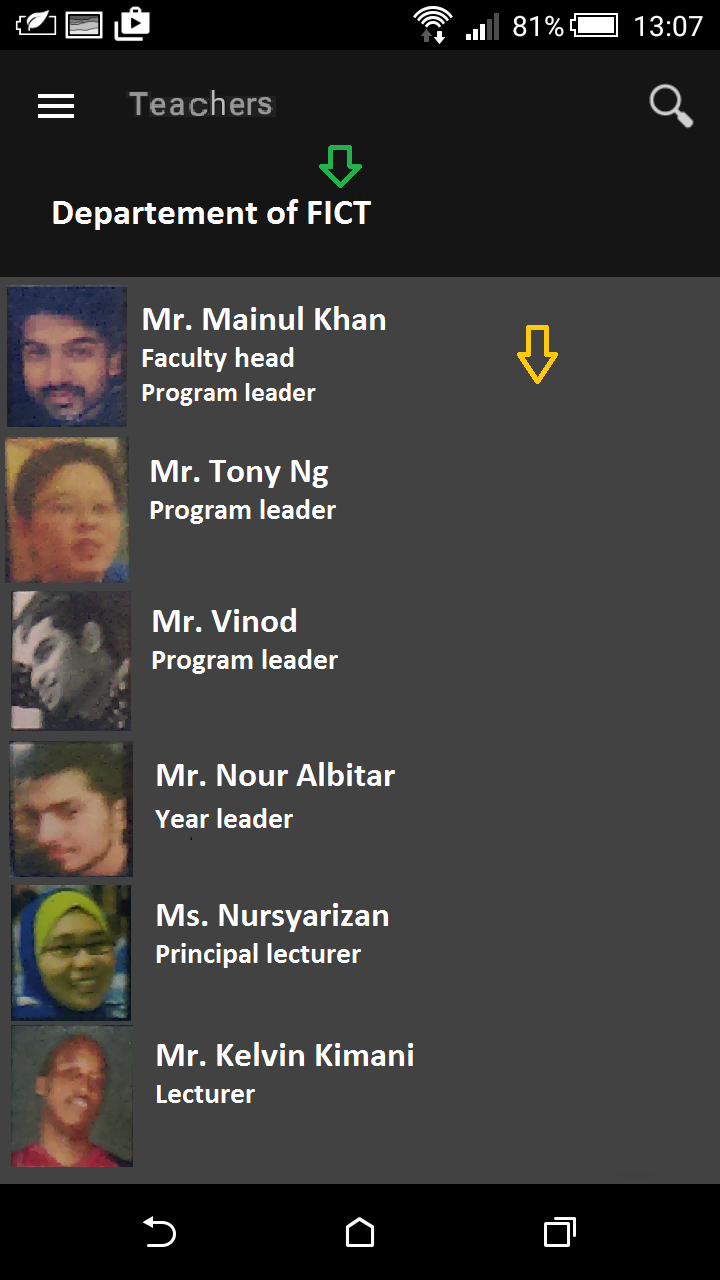 81% 13:07
Teachers
Departement of FICT
Mr. Mainul Khan
Faculty head
Program leader
Mr. Tony Ng
Program leader
Mr. Vinod
Program leader
Mr. Nour Albitar
Year leader
Ms. Nursyarizan
Principal lecturer
Mr. Kelvin Kimani
Lecturer